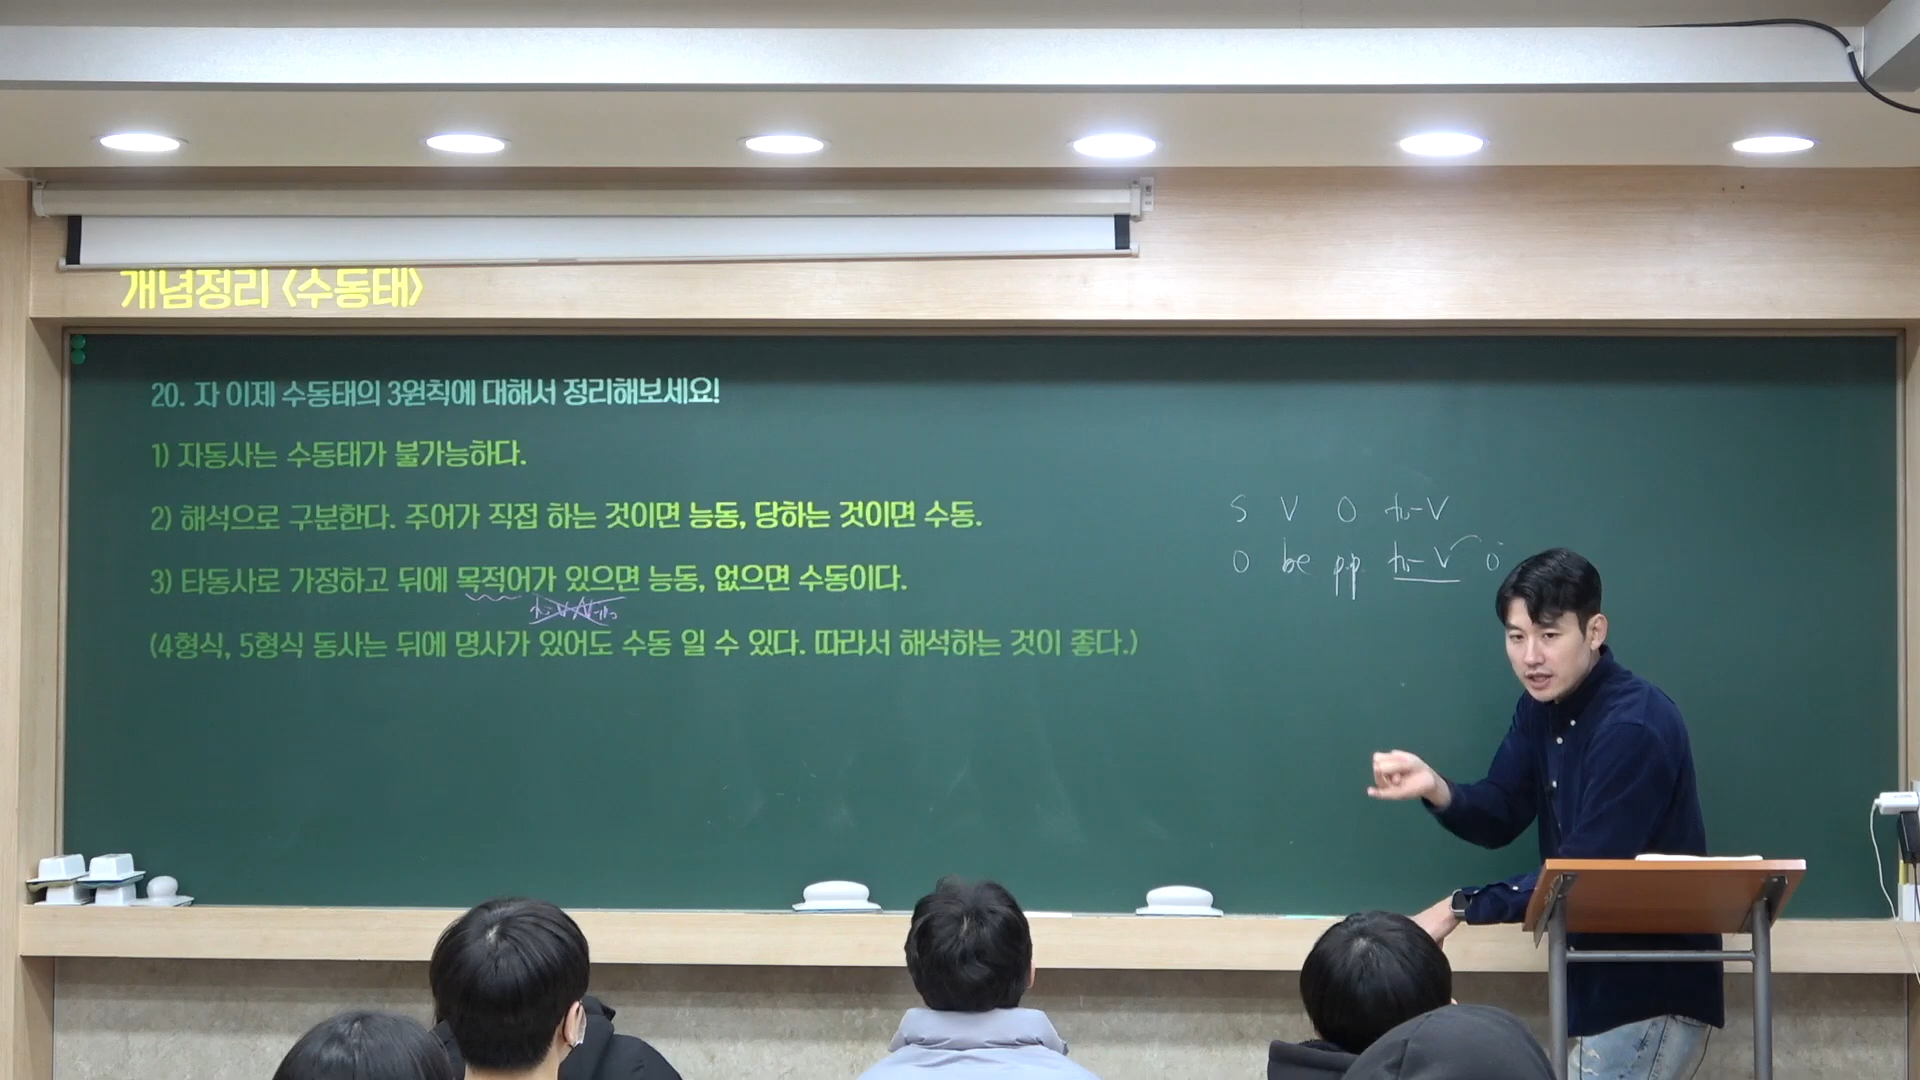 개념정리 <수동태>
20. 자 이제 수동태의 3원칙에 대해서 정리해보세요!
1) 자동사는 수동태가 불가능하다.
2) 해석으로 구분한다. 주어가 직접 하는 것이면 능동, 당하는 것이면 수동.
3) 타동사로 가정하고 뒤에 목적어가 있으면 능동, 없으면 수동이다.
(4형식, 5형식 동사는 뒤에 명사가 있어도 수동 일 수 있다. 따라서 해석하는 것이 좋다.)
S V O to-V
O be p.p. to-V O